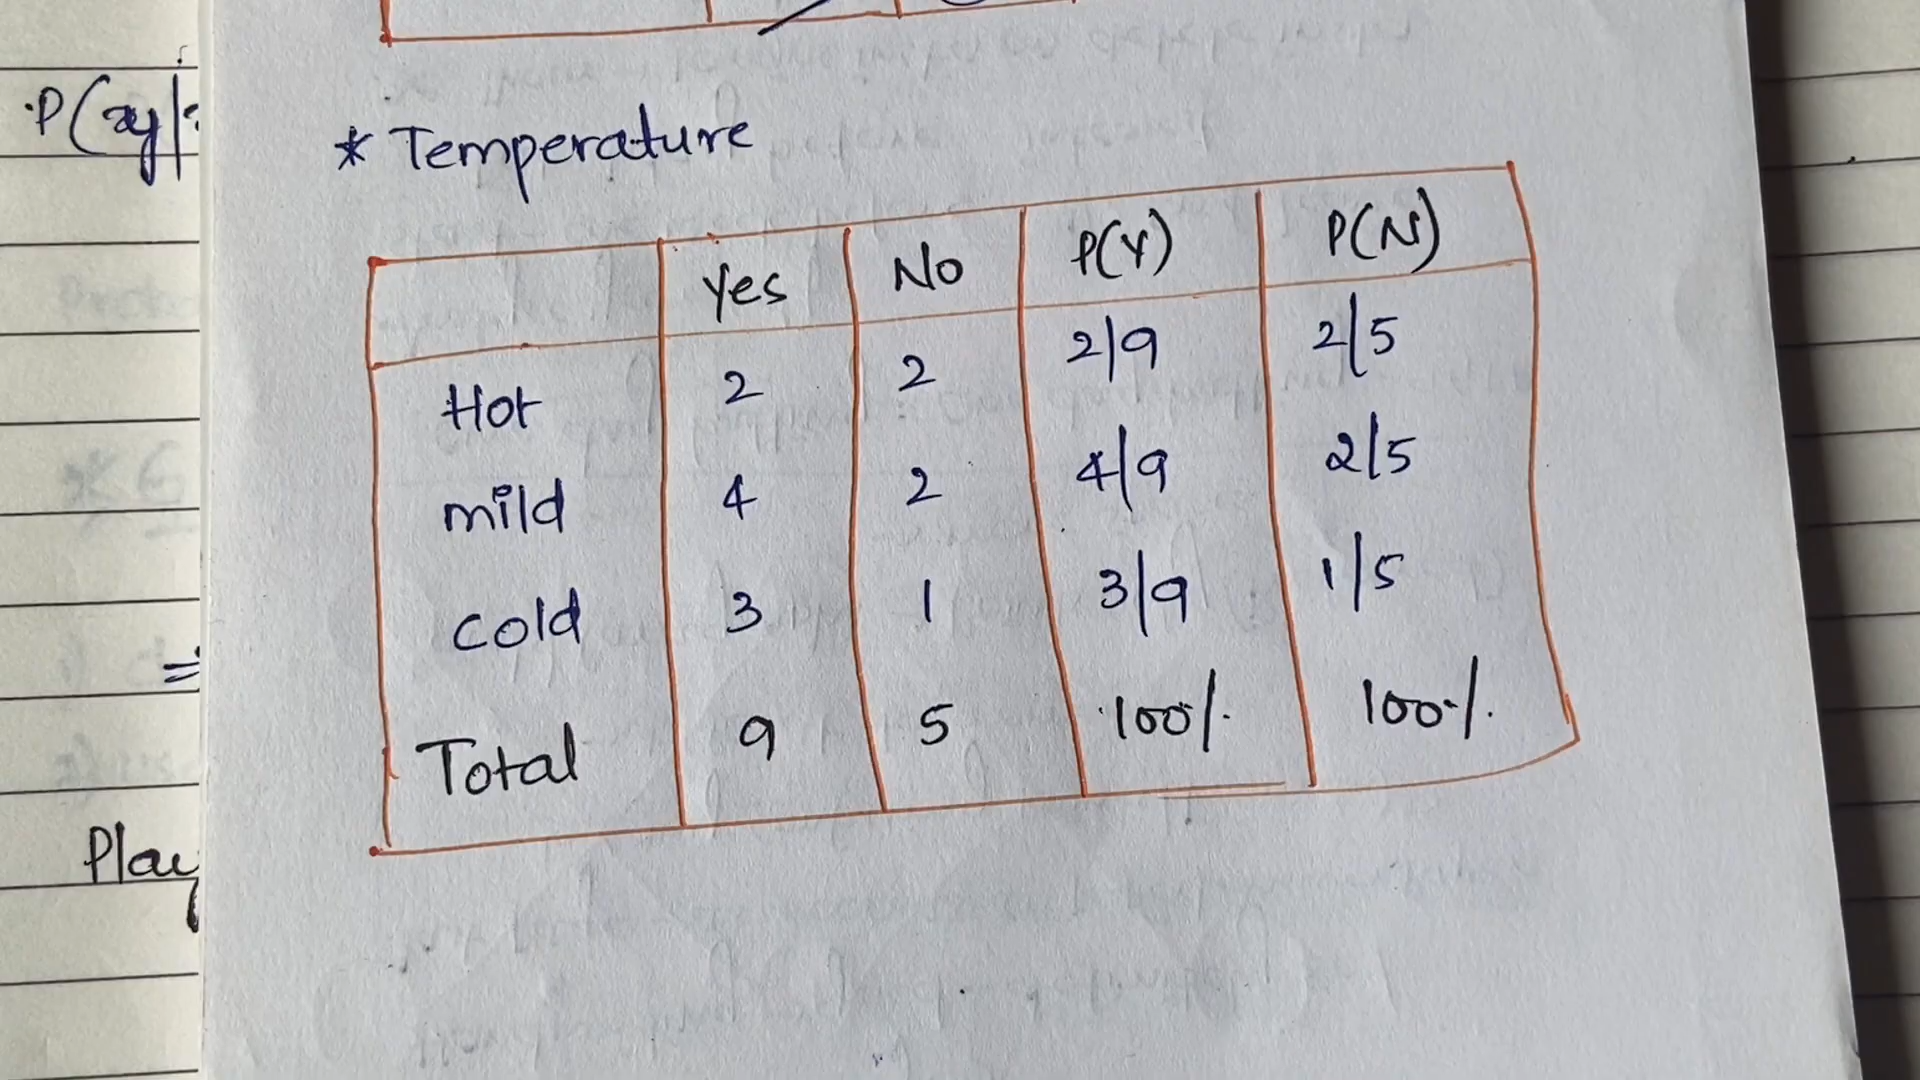 P(xy|
* Temperature
Yes No P(Y) P(N)
Hot 2 2 2/9 2/5
mild 4 2 4/9 2/5
cold 3 1 3/9 1/5
Total 9 5 100% 100%
=
Play